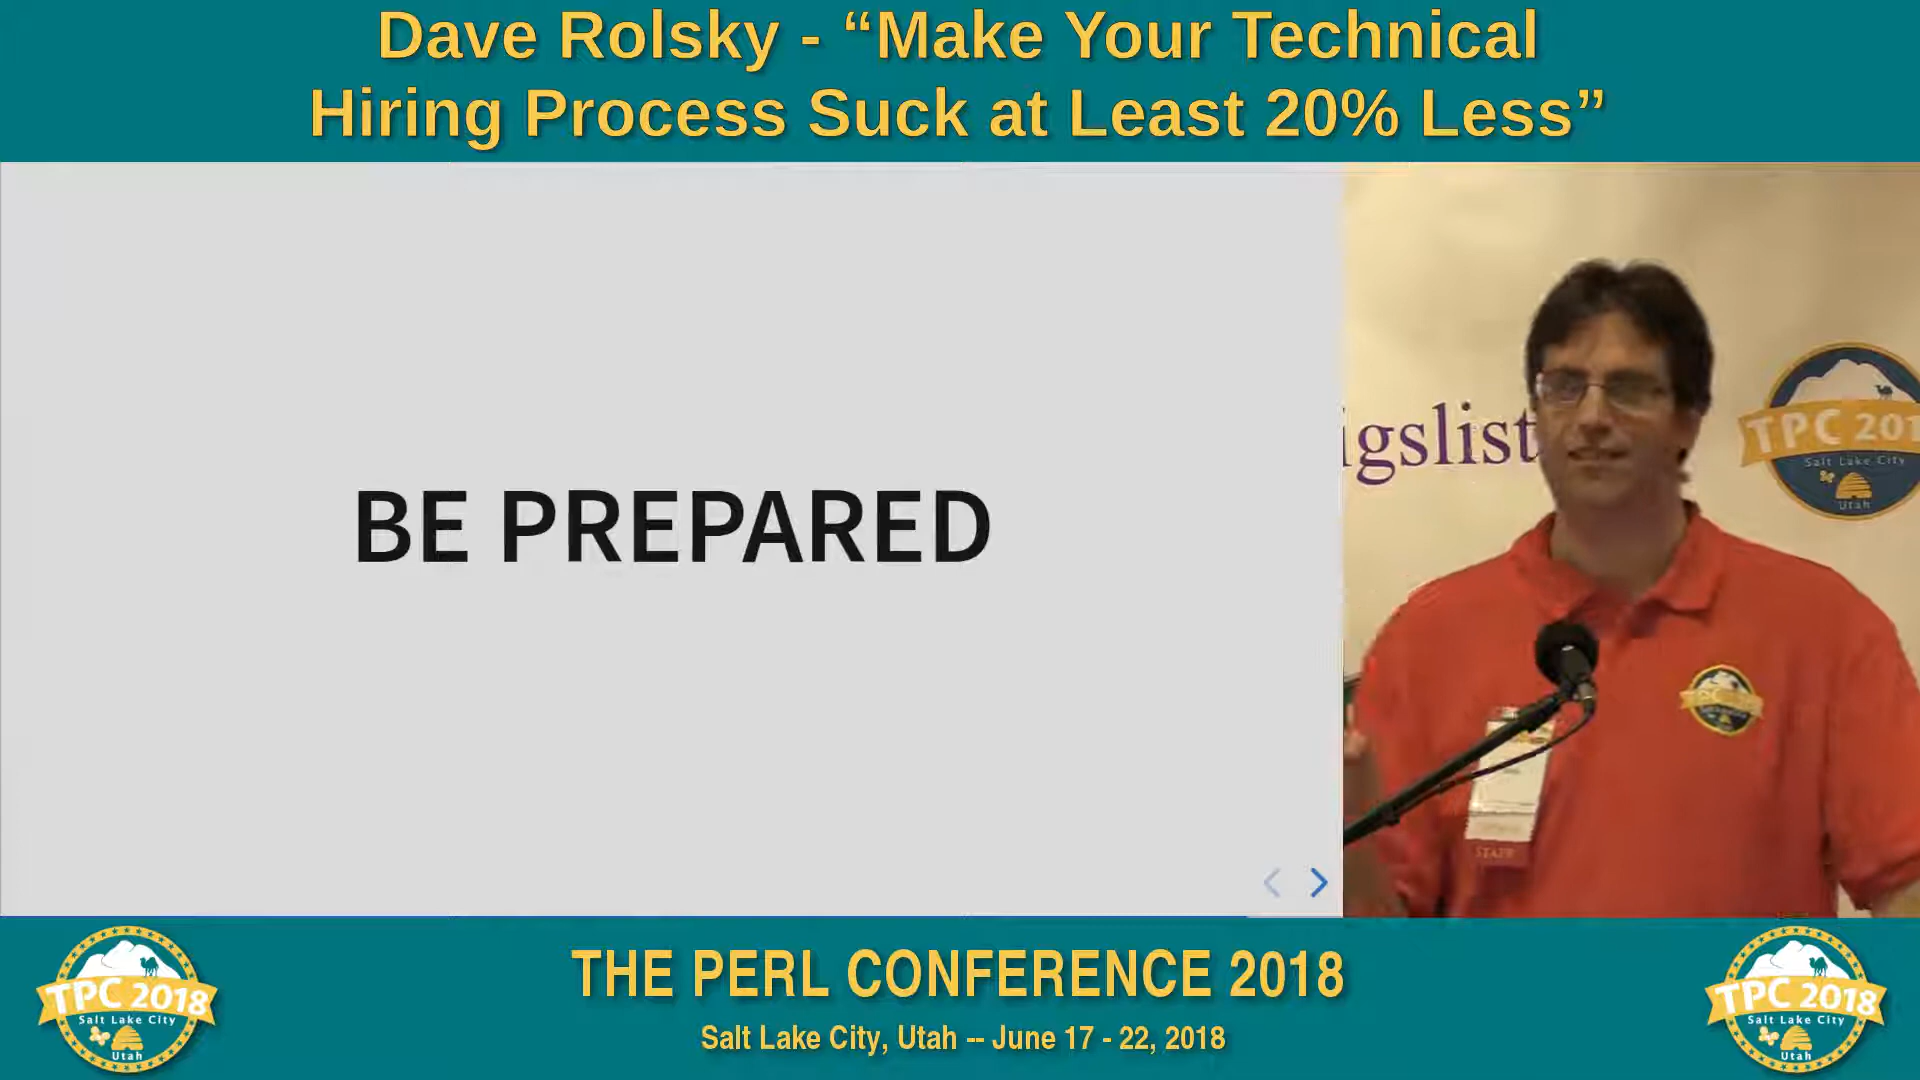 Dave Rolsky - “Make Your Technical
Hiring Process Suck at Least 20% Less”
BE PREPARED
igslist
TPC 201
Salt Lake City
Utah
STAFF
THE PERL CONFERENCE 2018
Salt Lake City, Utah -- June 17 - 22, 2018
TPC 2018
Salt Lake City
Utah
TPC 2018
Salt Lake City
Utah